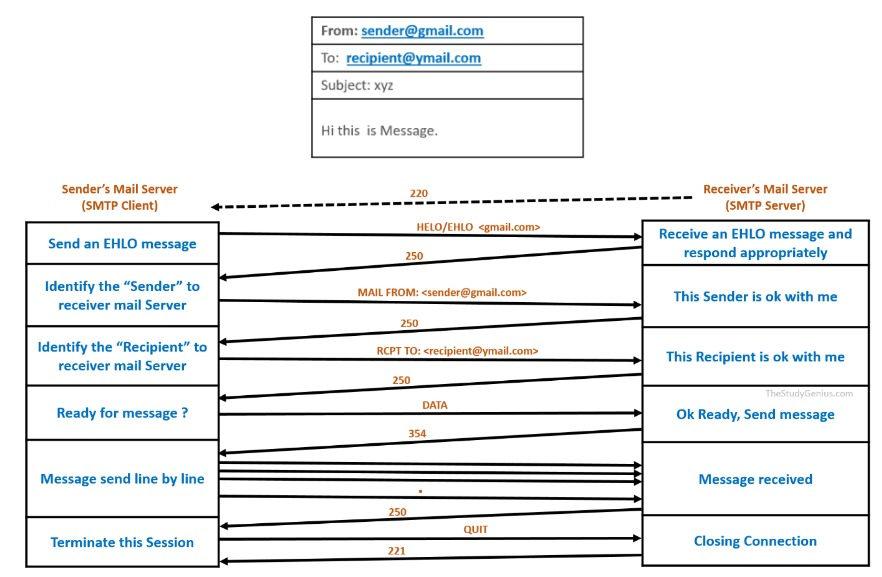 From: sender@gmail.com
To: recipient@ymail.com
Subject: xyz
Hi this is Message.
Sender's Mail Server
(SMTP Client)
220
Receiver's Mail Server
(SMTP Server)
Send an EHLO message
HELO/EHLO <gmail.com>
Receive an EHLO message and
respond appropriately
250
Identify the “Sender” to
receiver mail Server
MAIL FROM: <sender@gmail.com>
This Sender is ok with me
250
Identify the “Recipient” to
receiver mail Server
RCPT TO: <recipient@ymail.com>
This Recipient is ok with me
250
TheStudyGenius.com
Ready for message ?
DATA
Ok Ready, Send message
354
Message send line by line
.
Message received
250
Terminate this Session
QUIT
Closing Connection
221